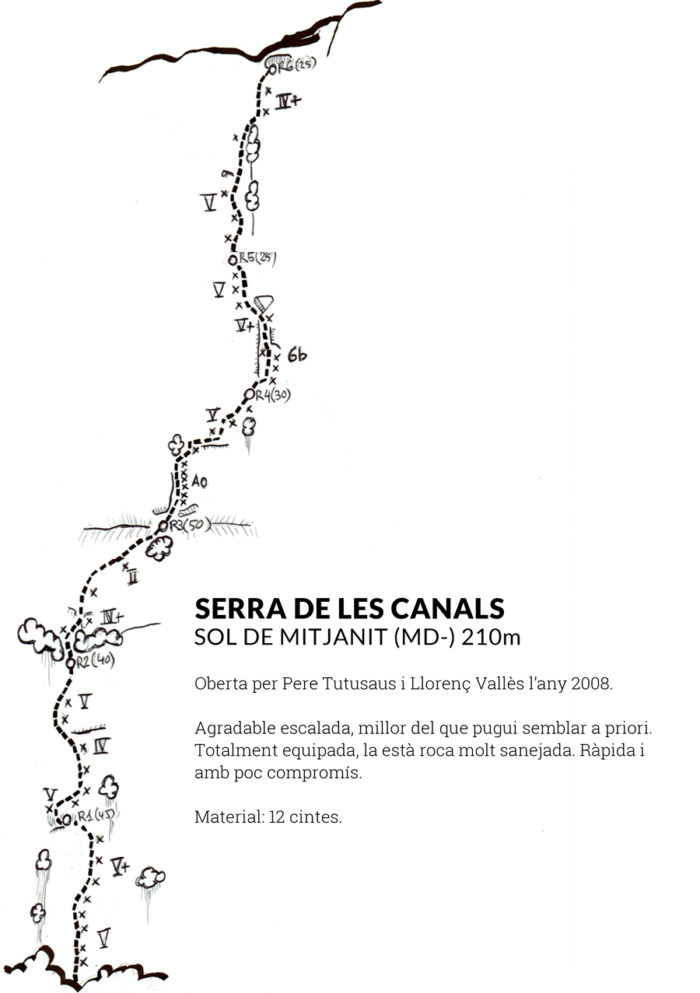 R6(25)
IV+
V
R5(25)
V
V+
6b
R4(30)
V
A0
R3(50)
II
SERRA DE LES CANALS
SOL DE MITJANIT (MD-) 210m
IV+
R2(40)
Oberta per Pere Tutusaus i Llorenç Vallès l’any 2008.
V
Agradable escalada, millor del que pugui semblar a priori.
IV
Totalment equipada, la està roca molt sanejada. Ràpida i
amb poc compromís.
V
R1(45)
Material: 12 cintes.
V+
V